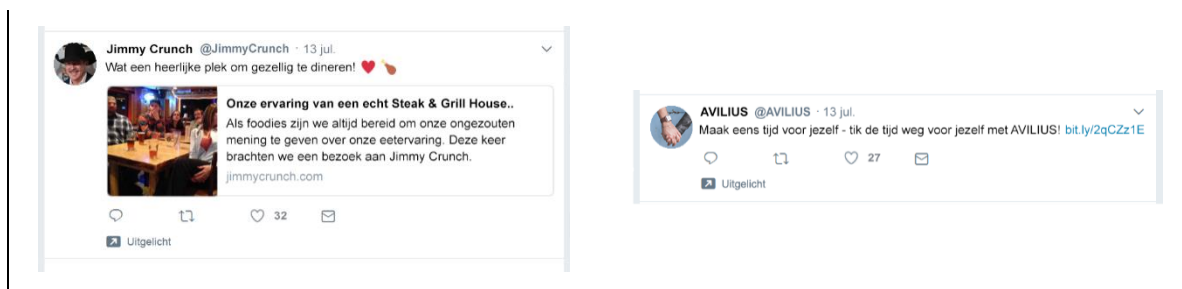 Jimmy Crunch @JimmyCrunch · 13 jul.
Wat een heerlijke plek om gezellig te dineren! ❤️ 🍗
Onze ervaring van een echt Steak & Grill House..
Als foodies zijn we altijd bereid om onze ongezouten
mening te geven over onze eetervaring. Deze keer
brachten we een bezoek aan Jimmy Crunch.
jimmycrunch.com
32
Uitgelicht
AVILIUS @AVILIUS · 13 jul.
Maak eens tijd voor jezelf - tik de tijd weg voor jezelf met AVILIUS! bit.ly/2qCZz1E
27
Uitgelicht